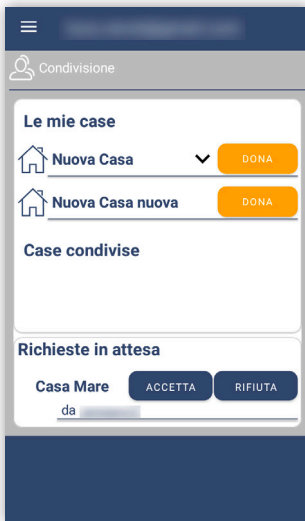 Condivisione
Le mie case
Nuova Casa DONA
Nuova Casa nuova DONA
Case condivise
Richieste in attesa
Casa Mare ACCETTA RIFIUTA
da